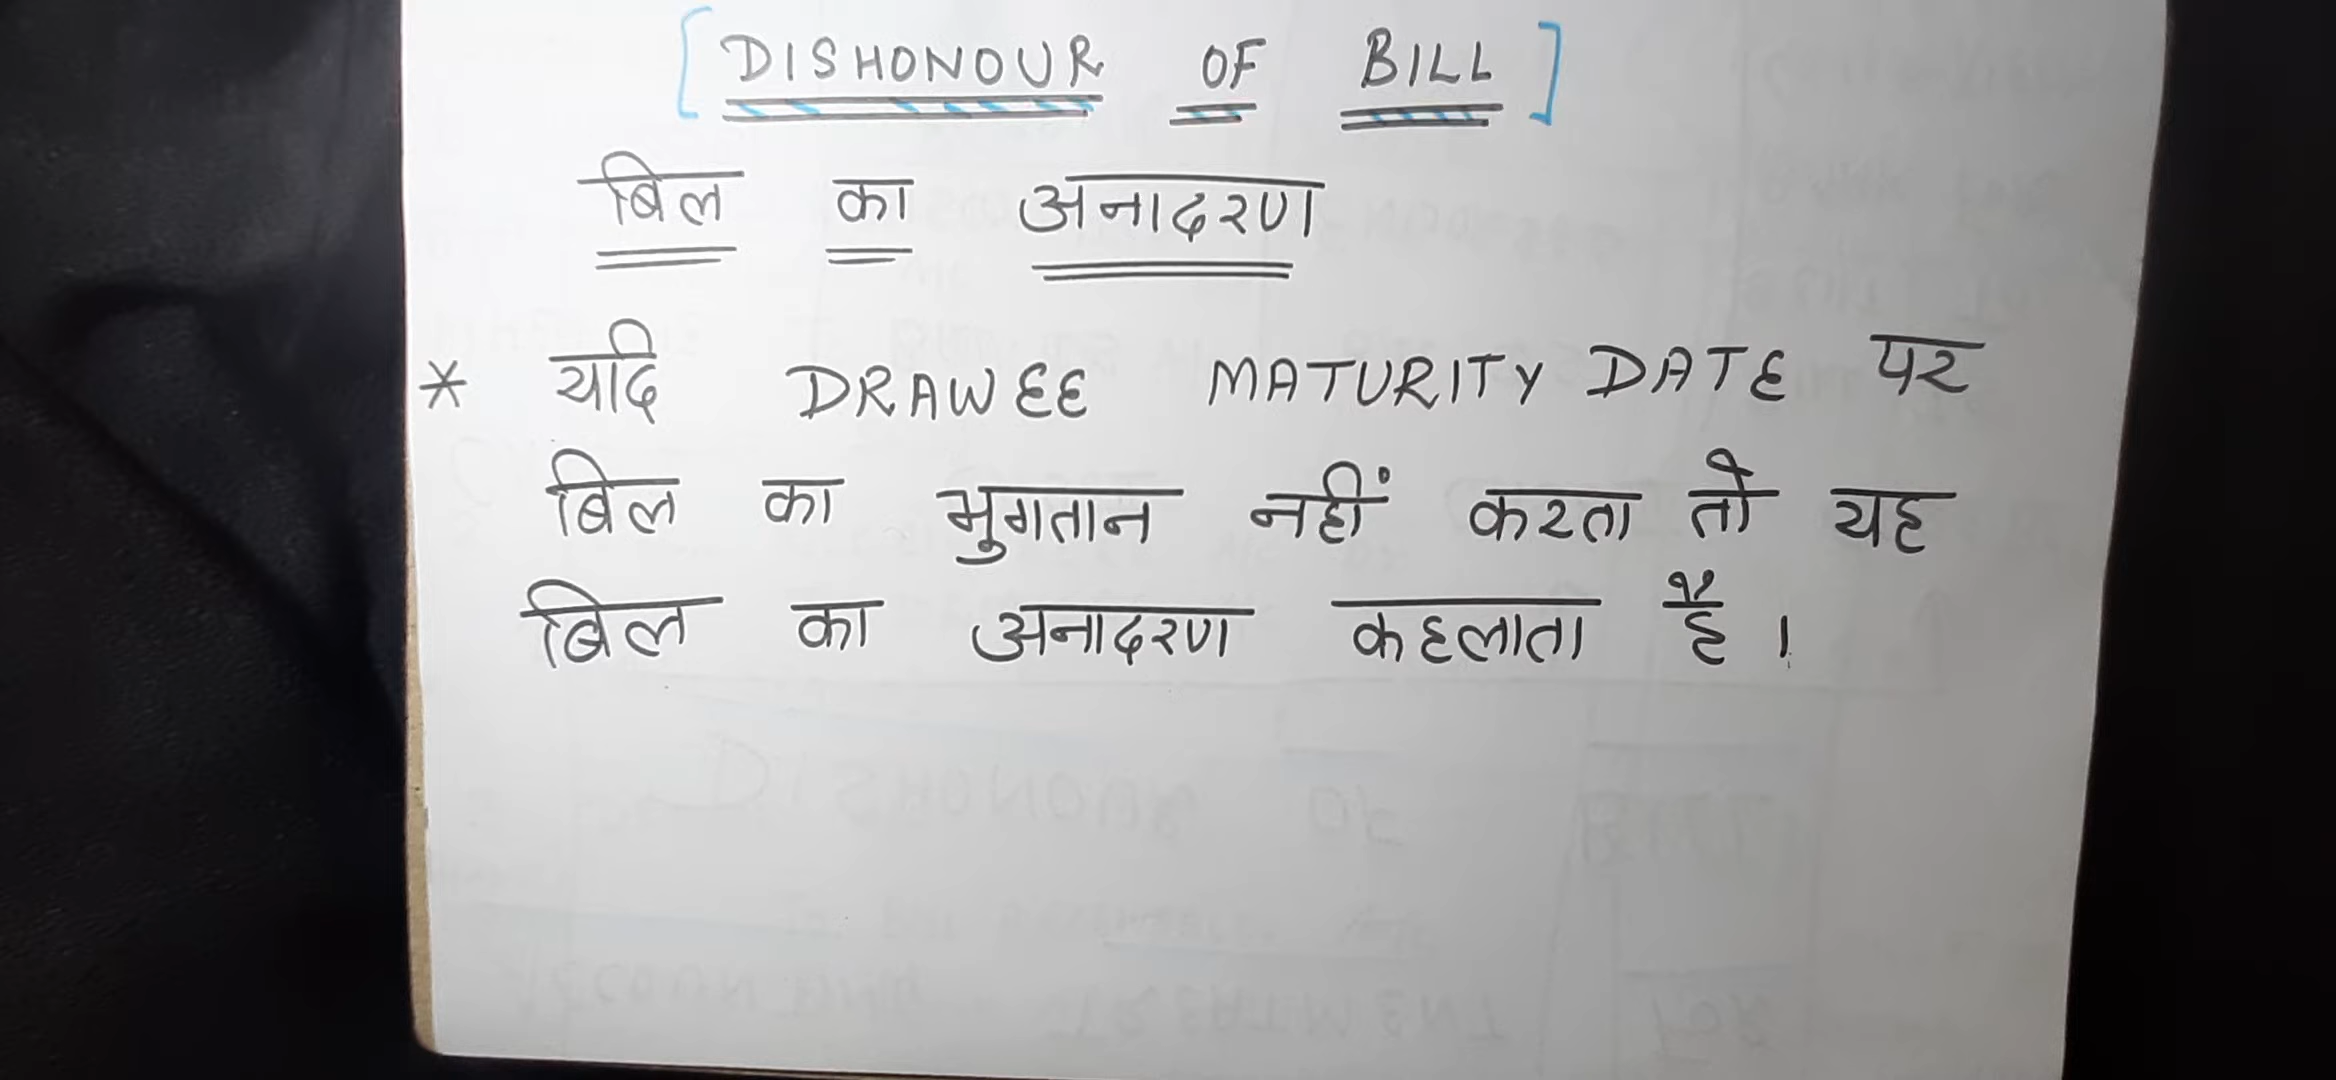 [DISHONOUR OF BILL]
बिल का अनादरण
* यदि DRAWEE MATURITY DATE पर
बिल का भुगतान नहीं करता तो यह
बिल का अनादरण कहलाता है।